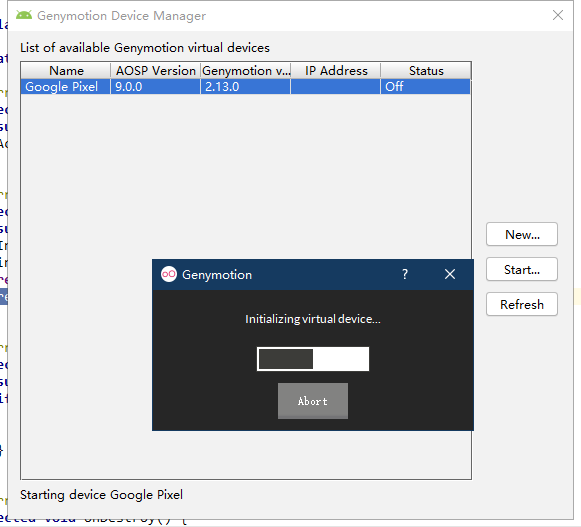 Genymotion Device Manager
List of available Genymotion virtual devices
Name AOSP Version Genymotion v... IP Address Status
Google Pixel 9.0.0 2.13.0 Off
New...
Start...
Refresh
Genymotion ?
Initializing virtual device...
Abort
Starting device Google Pixel
}